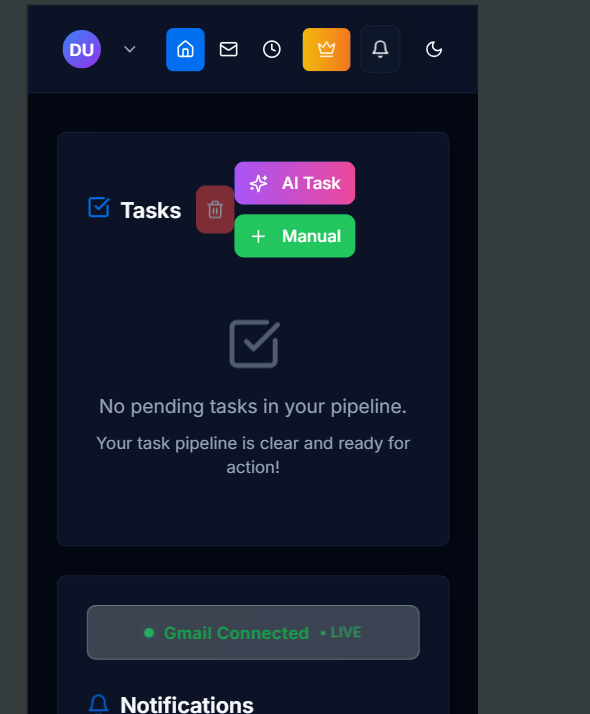 DU
AI Task
Tasks
Manual
No pending tasks in your pipeline.
Your task pipeline is clear and ready for
action!
Gmail Connected • LIVE
Notifications